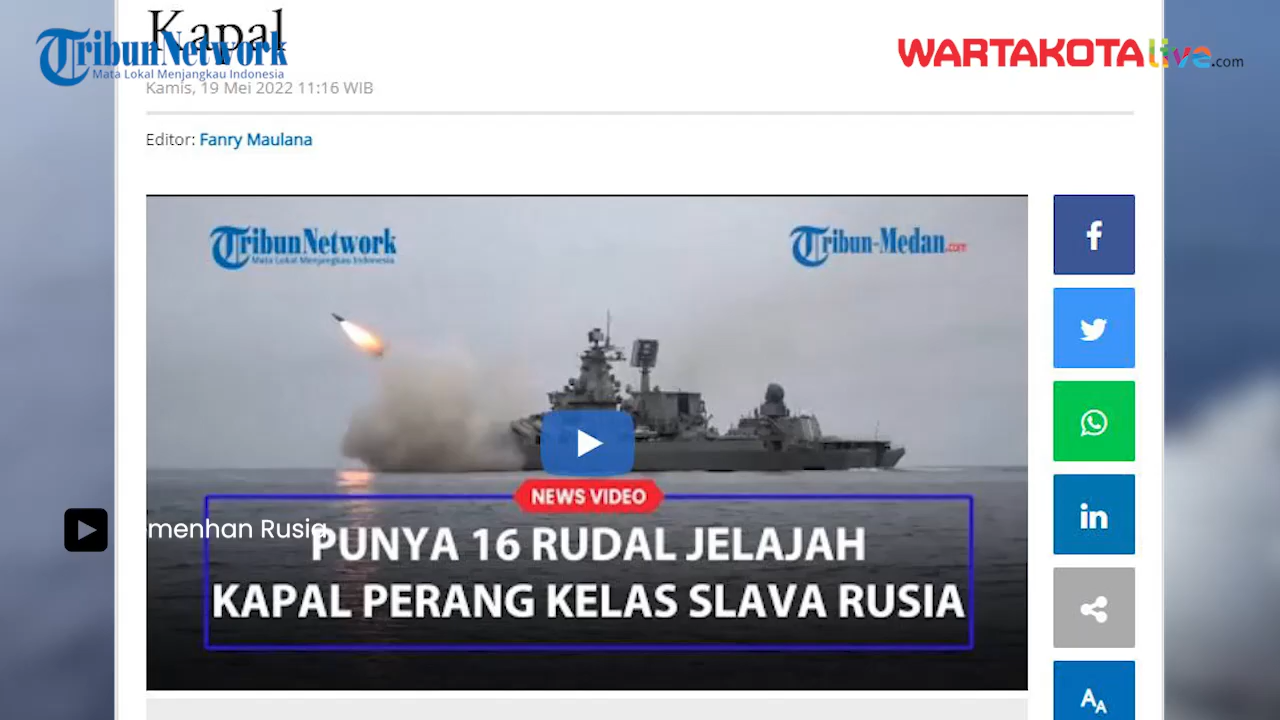 Kapal
TribunNetwork
Mata Lokal Menjangkau Indonesia
WARTAKOTAlive.com
Kamis, 19 Mei 2022 11:16 WIB
Editor: Fanry Maulana
TribunNetwork
Mata Lokal Menjangkau Indonesia
Tribun-Medan.com
NEWS VIDEO
menhan Rusia
PUNYA 16 RUDAL JELAJAH
KAPAL PERANG KELAS SLAVA RUSIA
AA